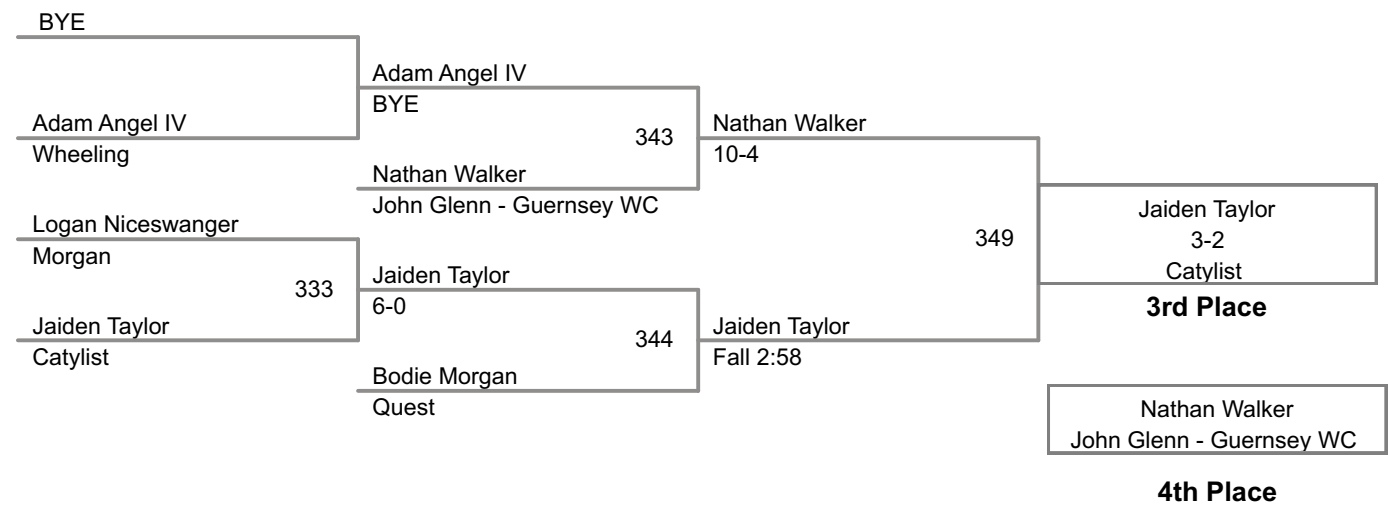 BYE
Adam Angel IV
Wheeling
Logan Niceswanger
Morgan
333
Jaiden Taylor
Catylist
Adam Angel IV
BYE
343
Nathan Walker
John Glenn - Guernsey WC
Jaiden Taylor
6-0
344
Bodie Morgan
Quest
Nathan Walker
10-4
349
Jaiden Taylor
Fall 2:58
Jaiden Taylor
3-2
Catylist
3rd Place
Nathan Walker
John Glenn - Guernsey WC
4th Place